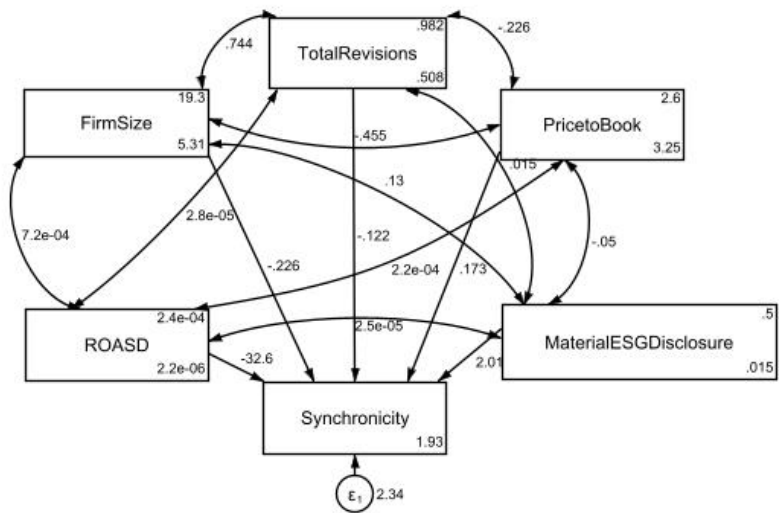 .982
-.226
.744
TotalRevisions
.508
19.3
2.6
FirmSize
PricetoBook
-.455
5.31
3.25
.015
.13
2.8e-05
7.2e-04
-.122
-.05
-.226
2.2e-04
.173
2.4e-04
.5
2.5e-05
ROASD
MaterialESGDisclosure
-32.6
2.01
2.2e-06
.015
Synchronicity
1.93
ε1
2.34